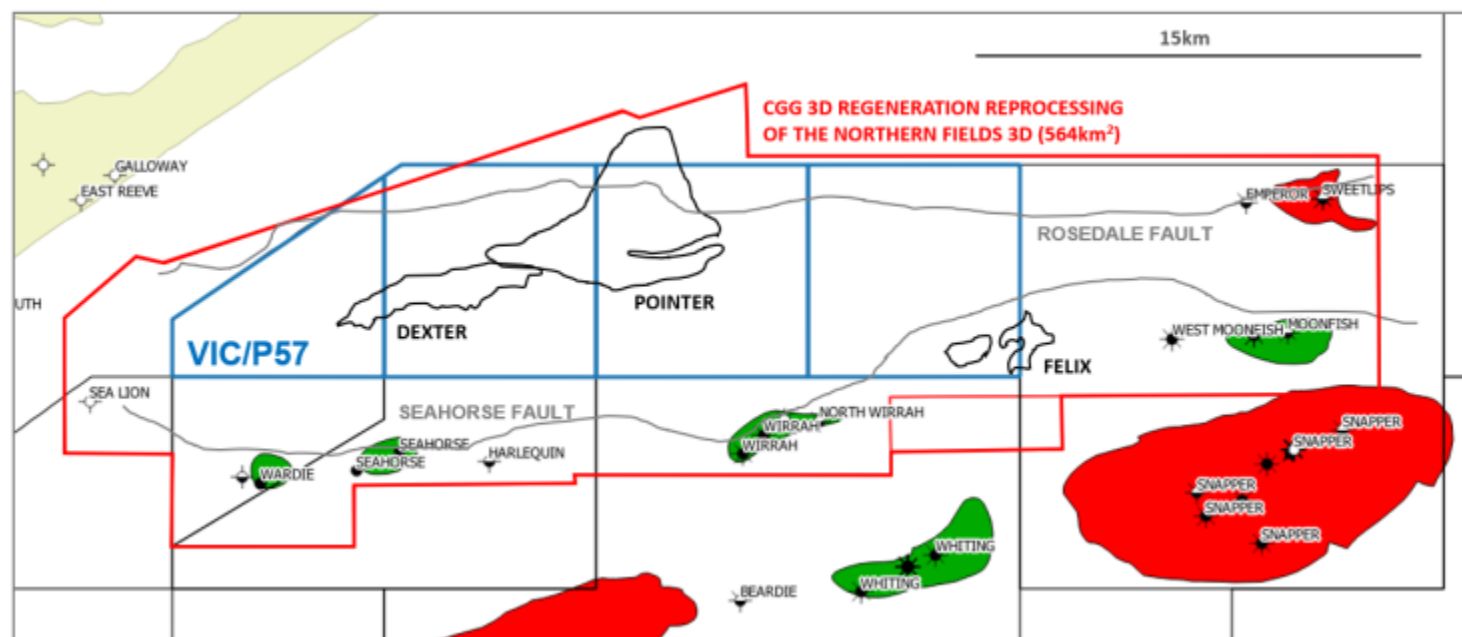 15km
CGG 3D REGENERATION REPROCESSING
OF THE NORTHERN FIELDS 3D (564km²)
GALLOWAY
EAST REEVE
EMPEROR
SWEETLIPS
ROSEDALE FAULT
UTH
POINTER
DEXTER
WEST MOONFISH
MOONFISH
VIC/P57
FELIX
SEA LION
SEAHORSE FAULT
NORTH WIRRAH
WIRRAH
WIRRAH
SNAPPER
SNAPPER
SEAHORSE
SEAHORSE
HARLEQUIN
WARDIE
SNAPPER
SNAPPER
SNAPPER
WHITING
WHITING
BEARDIE